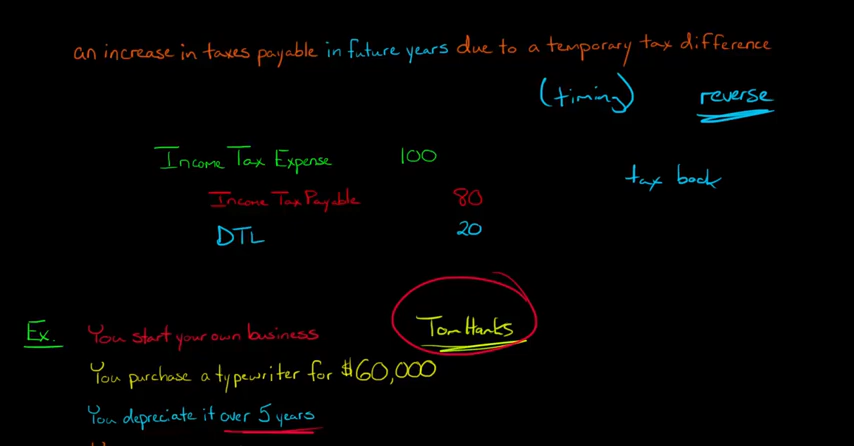 an increase in taxes payable in future years due to a temporary tax difference
(timing) reverse
Income Tax Expense 100
tax book
Income Tax Payable 80
DTL 20
Tom Hanks
Ex. You start your own business
You purchase a typewriter for $60,000
You depreciate it over 5 years